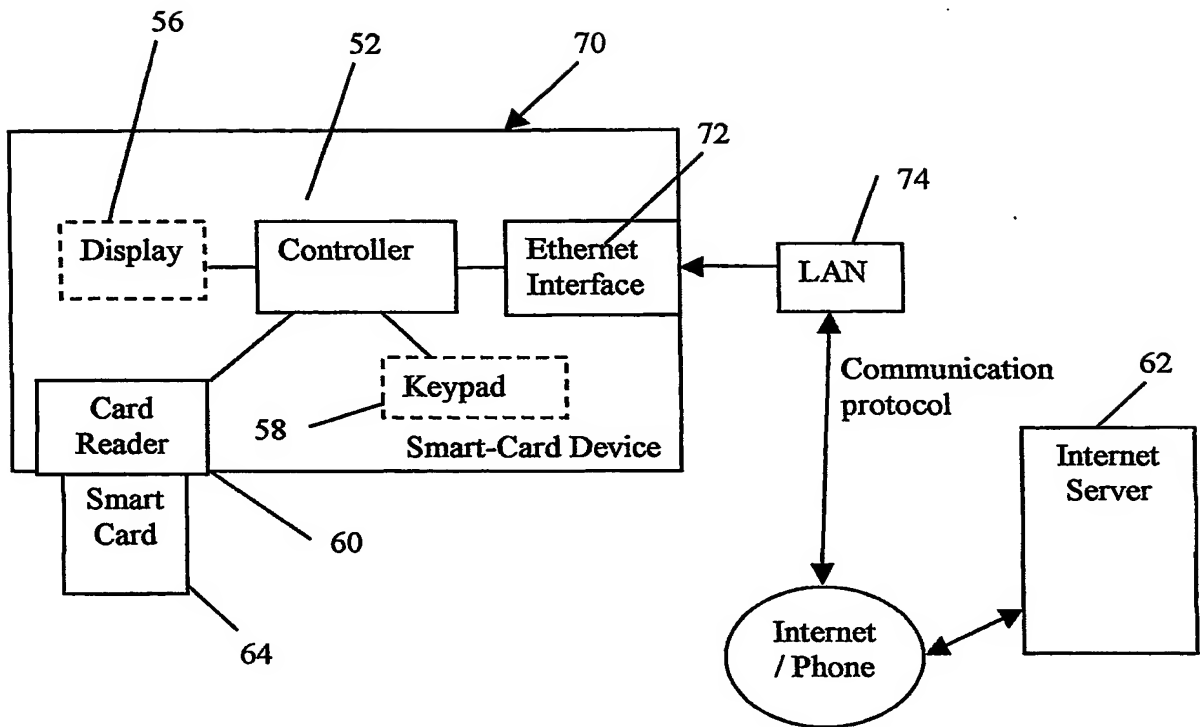 56
52
70
72
74
Display
Controller
Ethernet
Interface
LAN
Keypad
58
Smart-Card Device
Card
Reader
Smart
Card
60
64
Communication
protocol
62
Internet
Server
Internet
/ Phone